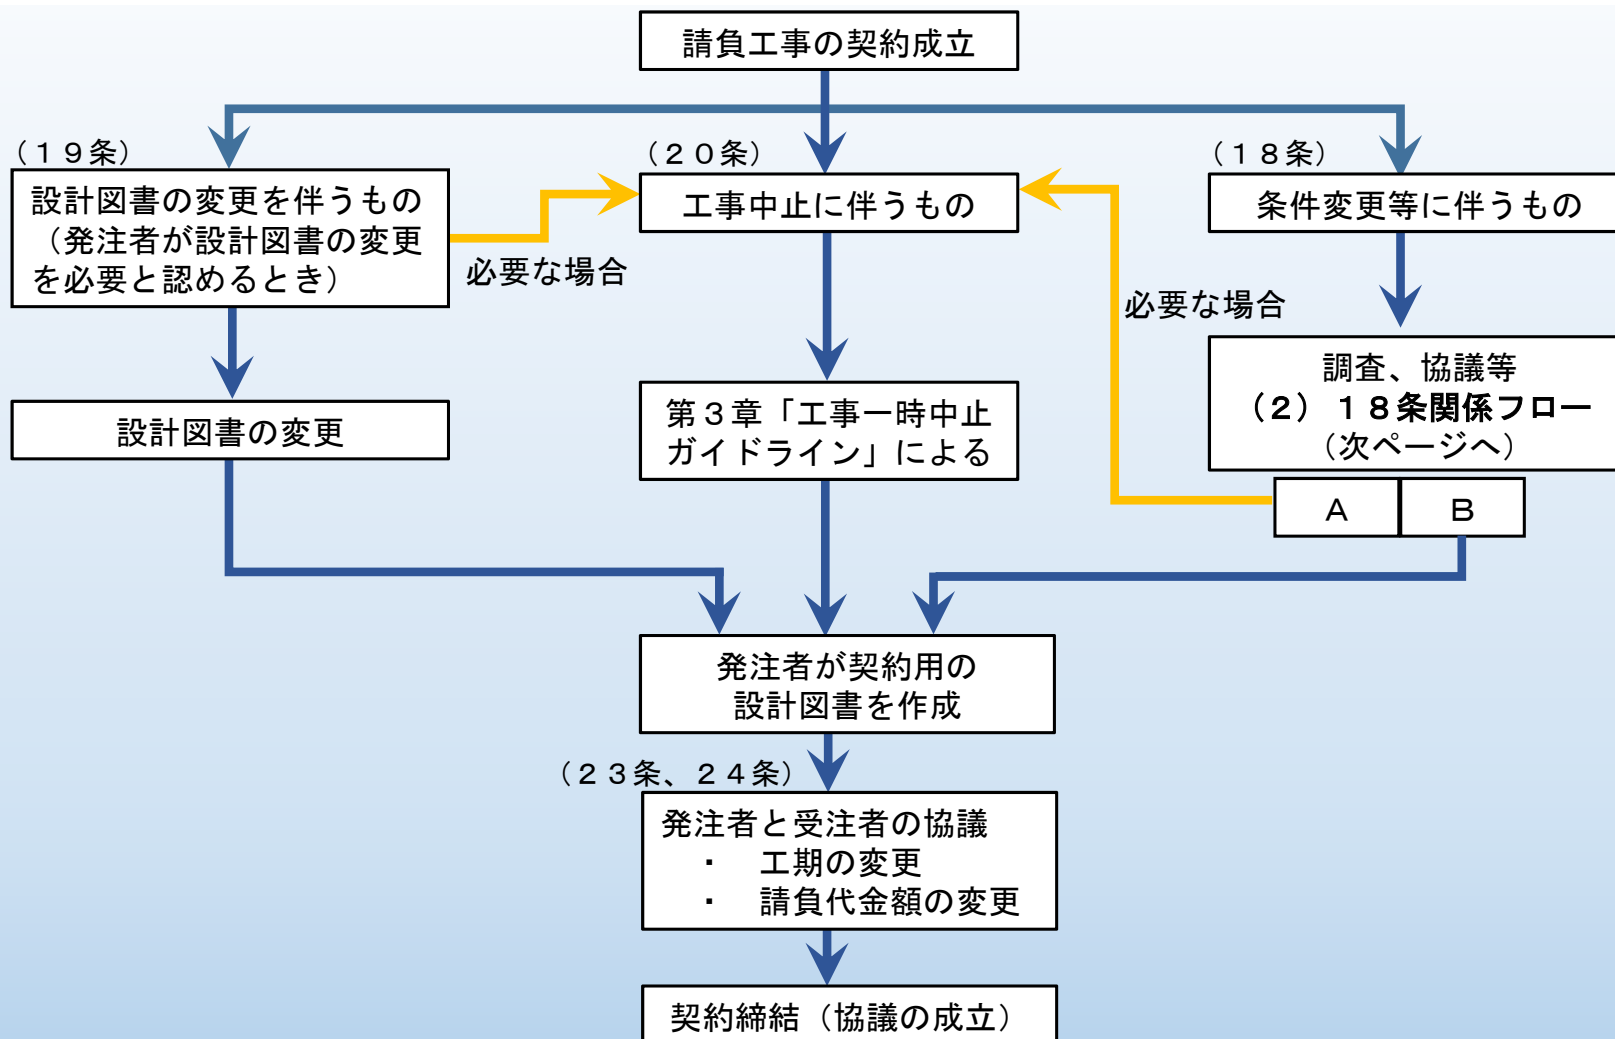 請負工事の契約成立
（１９条）
設計図書の変更を伴うもの
（発注者が設計図書の変更
を必要と認めるとき）
（２０条）
工事中止に伴うもの
（１８条）
条件変更等に伴うもの
必要な場合
必要な場合
設計図書の変更
第３章「工事一時中止
ガイドライン」による
調査、協議等
（２）１８条関係フロー
（次ページへ）
Ａ
Ｂ
発注者が契約用の
設計図書を作成
（２３条、２４条）
発注者と受注者の協議
・　工期の変更
・　請負代金額の変更
契約締結（協議の成立）